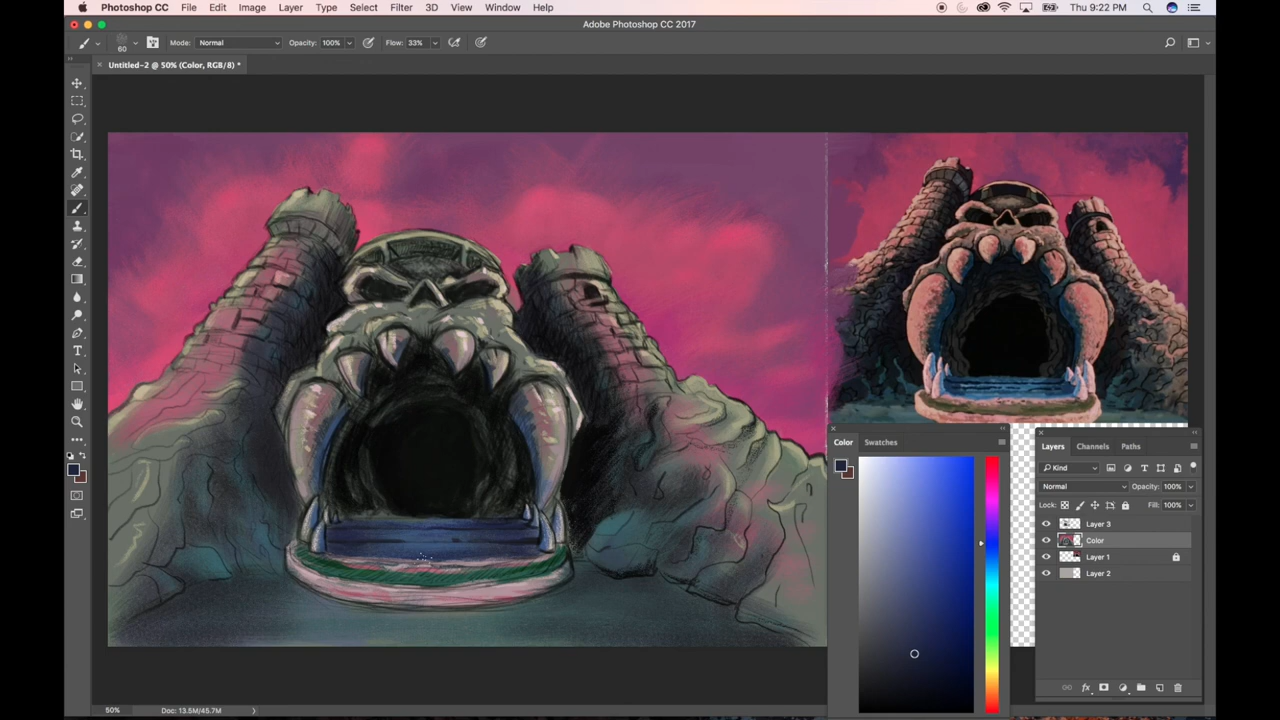 Photoshop CC File Edit Image Layer Type Select Filter 3D View Window Help Thu 9:22 PM
Adobe Photoshop CC 2017
60 Mode: Normal Opacity: 100% Flow: 33%
× Untitled-2 @ 50% (Color, RGB/8) *
Color Swatches
Layers Channels Paths
Kind
Normal Opacity: 100%
Lock: Fill: 100%
Layer 3
Color
Layer 1
Layer 2
fx
50% Doc: 13.5M/45.7M